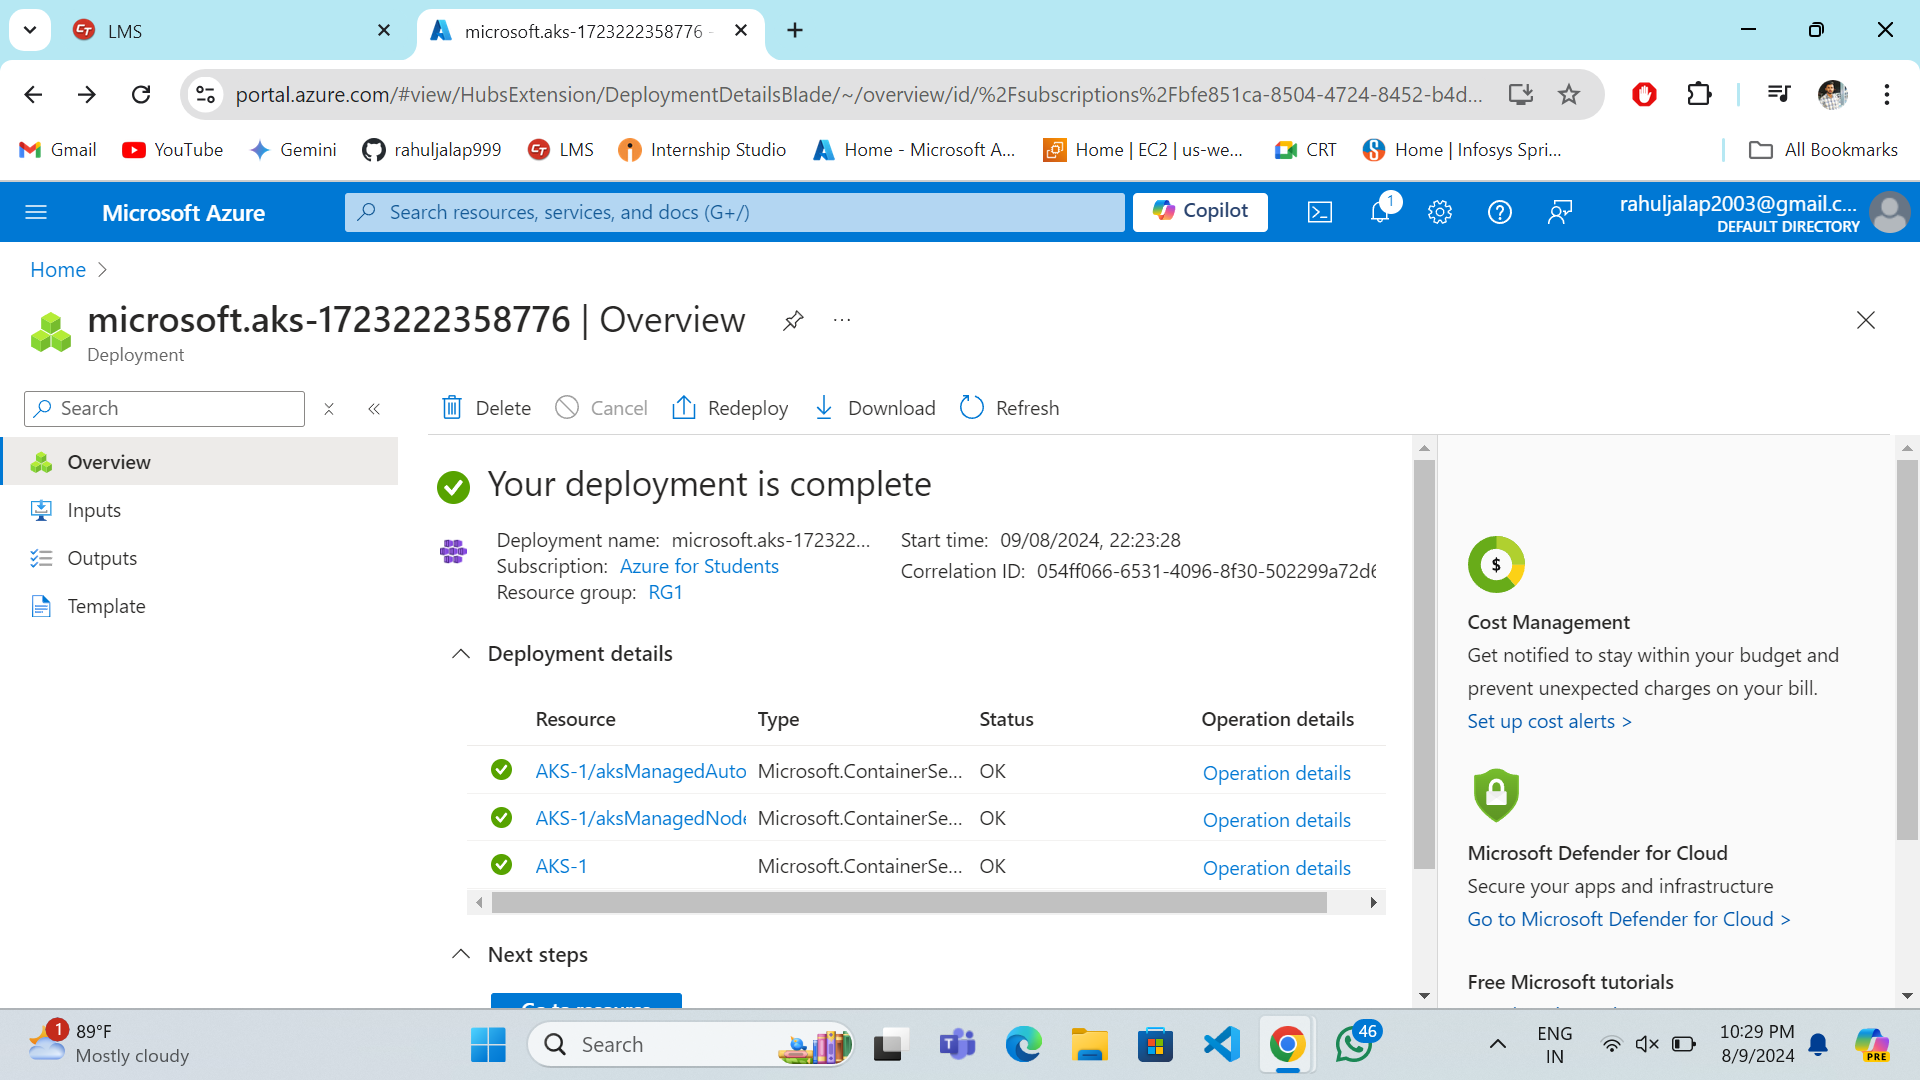 LMS
microsoft.aks-1723222358776 -
portal.azure.com/#view/HubsExtension/DeploymentDetailsBlade/~/overview/id/%2Fsubscriptions%2Fbfe851ca-8504-4724-8452-b4d...
Gmail
YouTube
Gemini
rahuljalap999
LMS
Internship Studio
Home - Microsoft A...
Home | EC2 | us-we...
CRT
Home | Infosys Spri...
All Bookmarks
Microsoft Azure
Search resources, services, and docs (G+/)
Copilot
1
rahuljalap2003@gmail.c...
DEFAULT DIRECTORY
Home
microsoft.aks-1723222358776 | Overview
...
Deployment
Search
Delete
Cancel
Redeploy
Download
Refresh
Overview
Inputs
Outputs
Template
Your deployment is complete
Deployment name: microsoft.aks-172322...
Subscription: Azure for Students
Resource group: RG1
Start time: 09/08/2024, 22:23:28
Correlation ID: 054ff066-6531-4096-8f30-502299a72d6
Deployment details
Resource Type Status Operation details
AKS-1/aksManagedAuto Microsoft.ContainerSe... OK Operation details
AKS-1/aksManagedNode Microsoft.ContainerSe... OK Operation details
AKS-1 Microsoft.ContainerSe... OK Operation details
Next steps
Go to resource
$
Cost Management
Get notified to stay within your budget and
prevent unexpected charges on your bill.
Set up cost alerts >
Microsoft Defender for Cloud
Secure your apps and infrastructure
Go to Microsoft Defender for Cloud >
Free Microsoft tutorials
1
89°F
Mostly cloudy
Search
46
ENG
IN
10:29 PM
8/9/2024
PRE